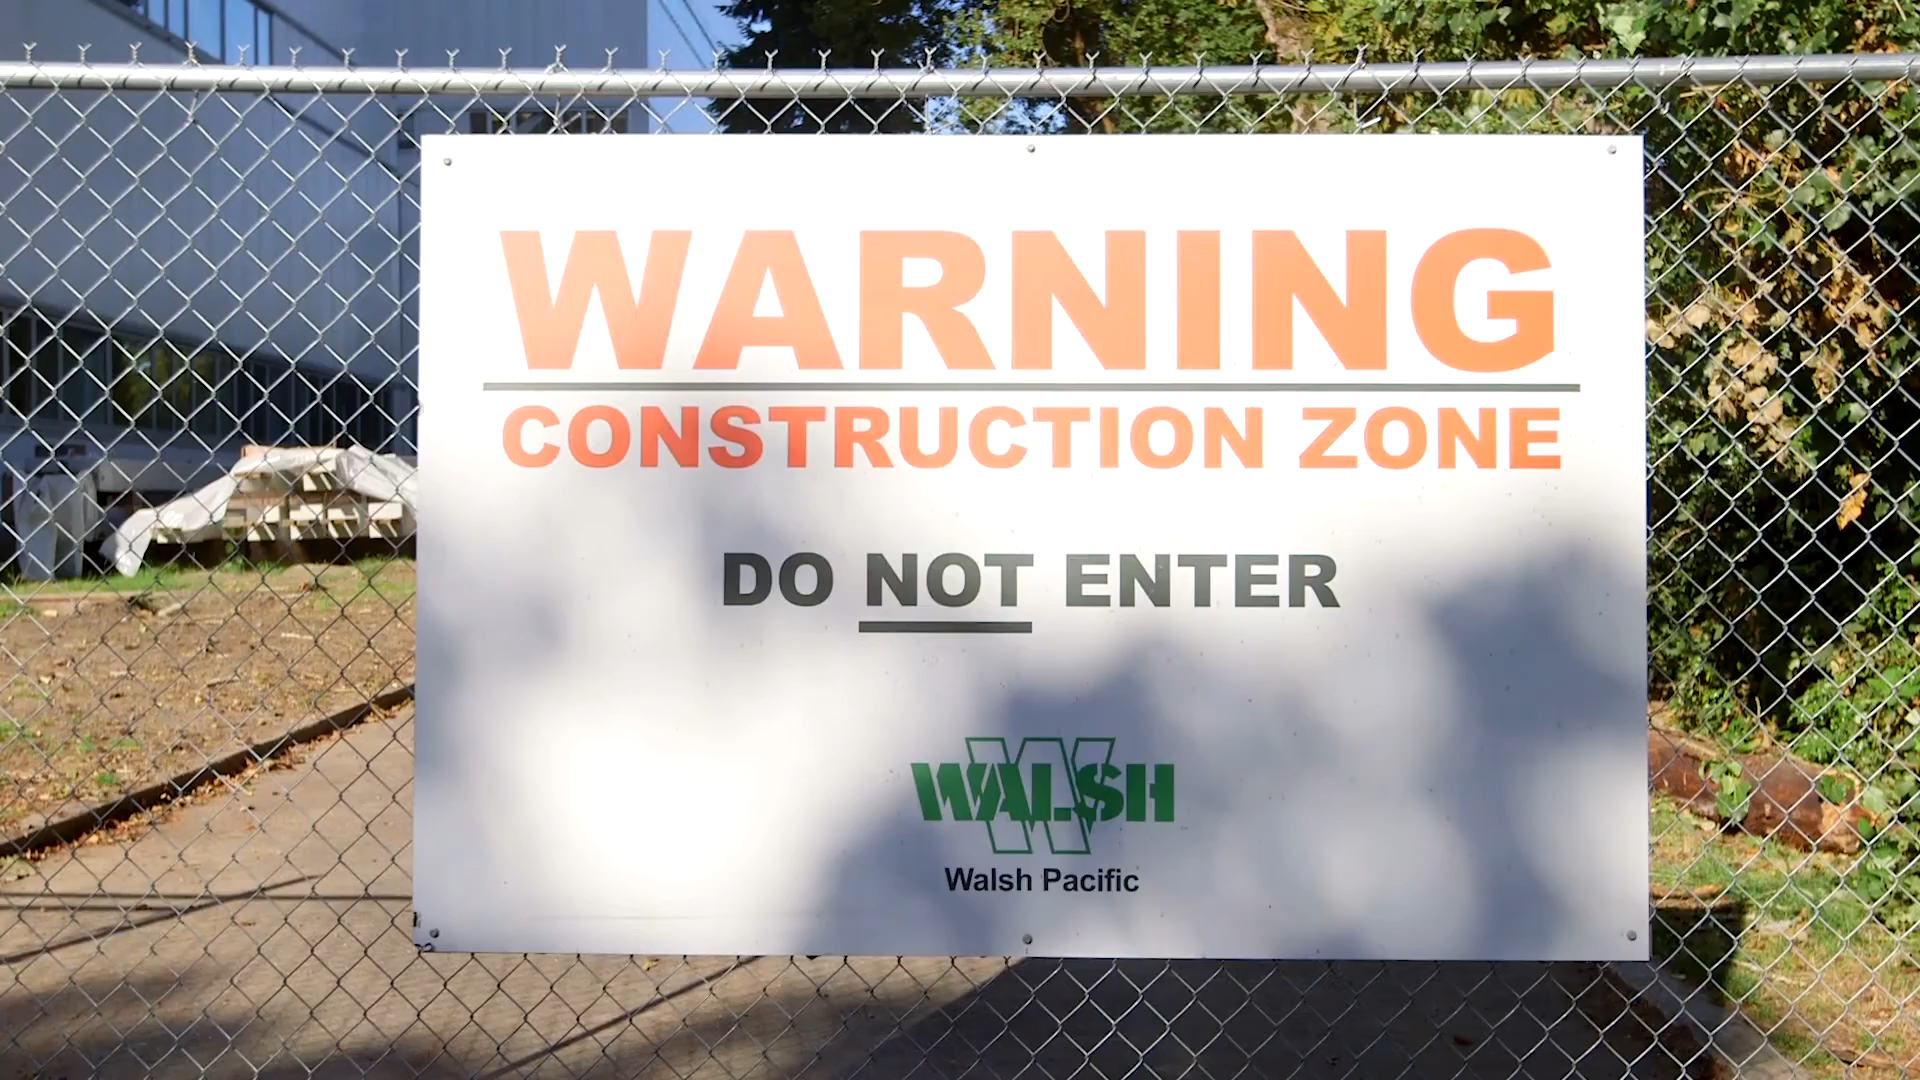 WARNING
CONSTRUCTION ZONE
DO NOT ENTER
WALSH
Walsh Pacific